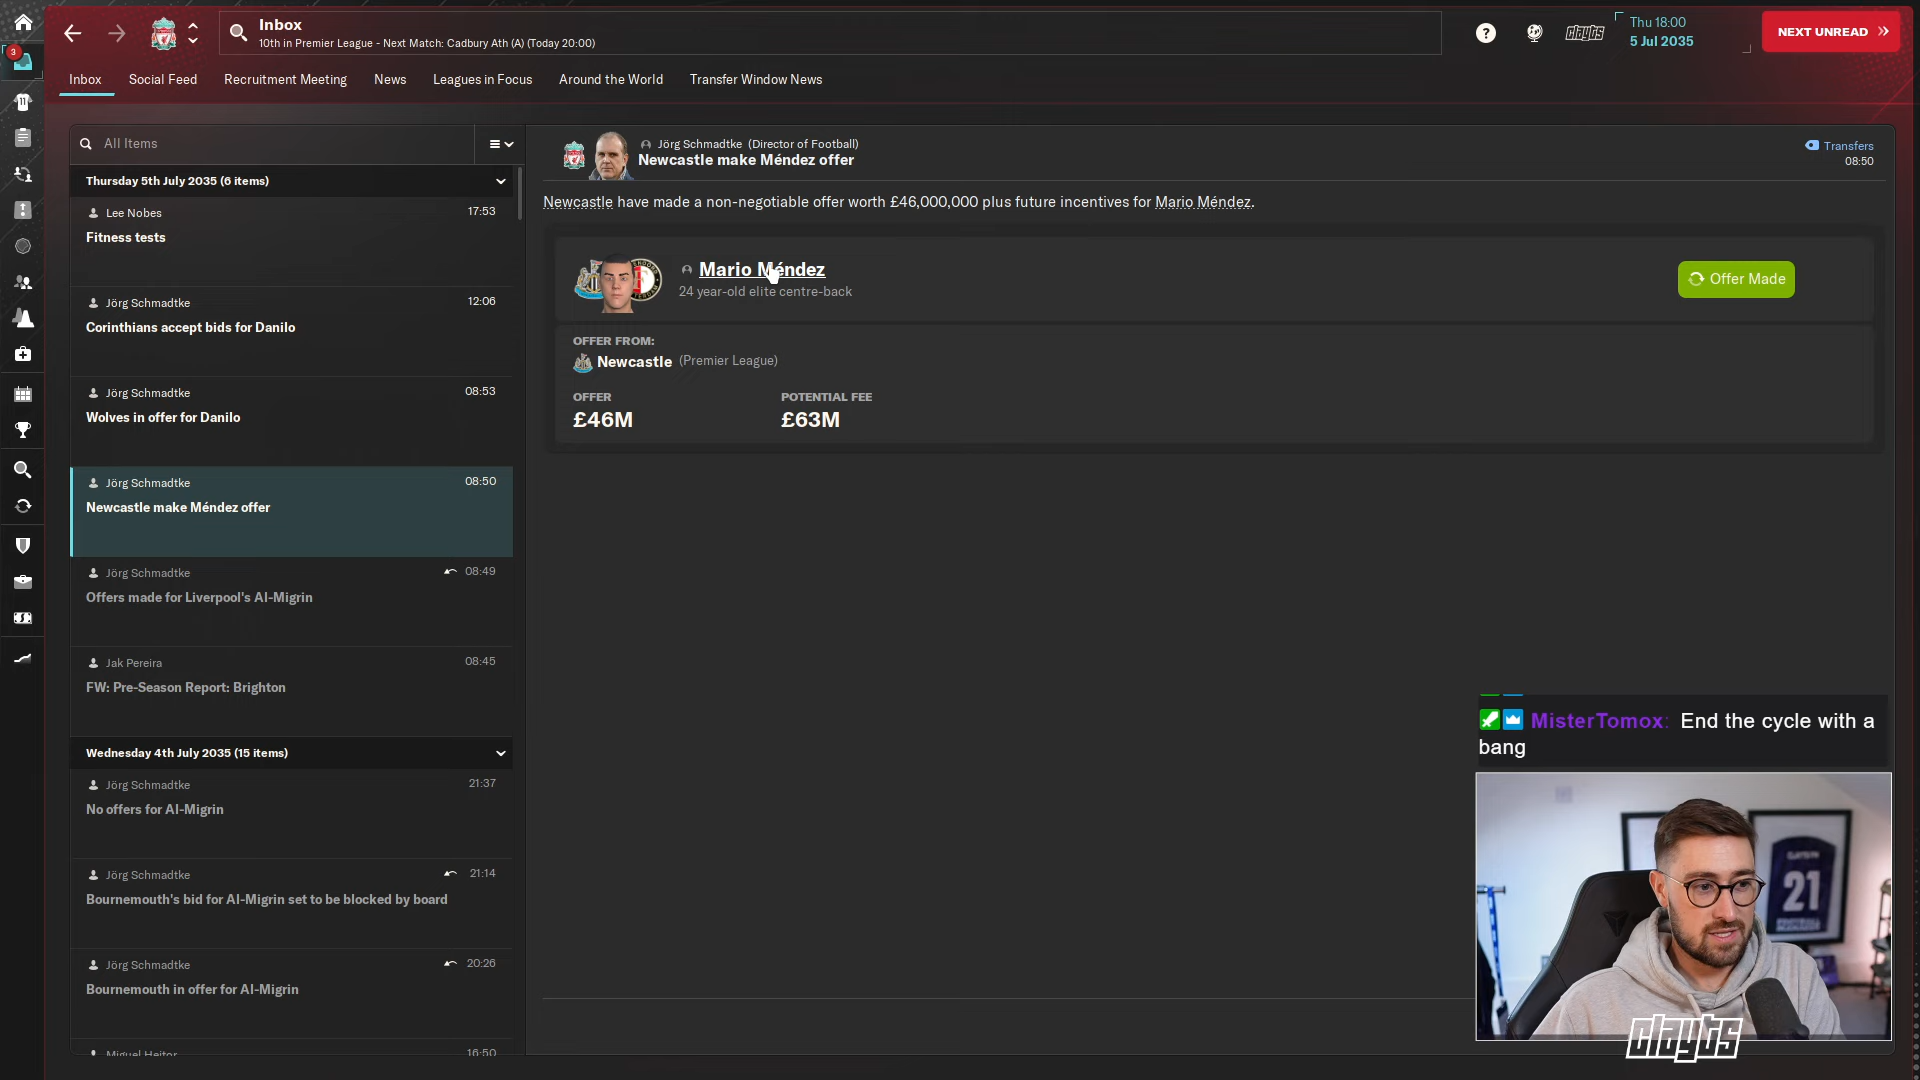 Inbox
10th in Premier League - Next Match: Cadbury Ath (A) (Today 20:00)
?
clayts
Thu 18:00
5 Jul 2035
NEXT UNREAD
3
11
Inbox
Social Feed
Recruitment Meeting
News
Leagues in Focus
Around the World
Transfer Window News
All Items
Thursday 5th July 2035 (6 items)
Lee Nobes
17:53
Fitness tests
Jörg Schmadtke
12:06
Corinthians accept bids for Danilo
Jörg Schmadtke
08:53
Wolves in offer for Danilo
Jörg Schmadtke
08:50
Newcastle make Méndez offer
Jörg Schmadtke
08:49
Offers made for Liverpool's Al-Migrin
Jak Pereira
08:45
FW: Pre-Season Report: Brighton
Wednesday 4th July 2035 (15 items)
Jörg Schmadtke
21:37
No offers for Al-Migrin
Jörg Schmadtke
21:14
Bournemouth's bid for Al-Migrin set to be blocked by board
Jörg Schmadtke
20:26
Bournemouth in offer for Al-Migrin
Miguel Heitor
16:50
Jörg Schmadtke (Director of Football)
Newcastle make Méndez offer
Transfers
08:50
Newcastle have made a non-negotiable offer worth £46,000,000 plus future incentives for Mario Méndez.
Mario Méndez
24 year-old elite centre-back
Offer Made
OFFER FROM:
Newcastle (Premier League)
OFFER
POTENTIAL FEE
£46M
£63M
MisterTomox: End the cycle with a
bang
21
clayts